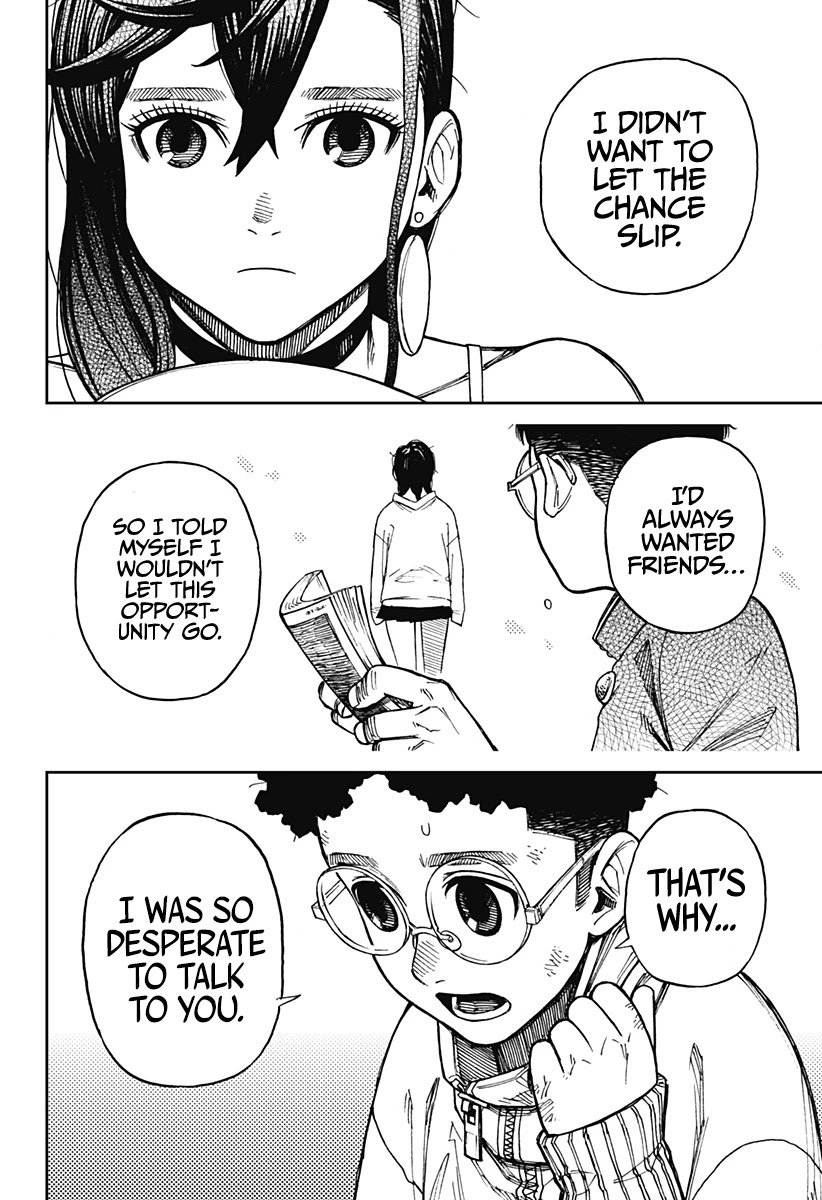 I DIDN'T
WANT TO
LET THE
CHANCE
SLIP.
I'D
ALWAYS
WANTED
FRIENDS...
SO I TOLD
MYSELF I
WOULDN'T
LET THIS
OPPORT-
UNITY GO.
THAT'S
WHY...
I WAS SO
DESPERATE
TO TALK
TO YOU.